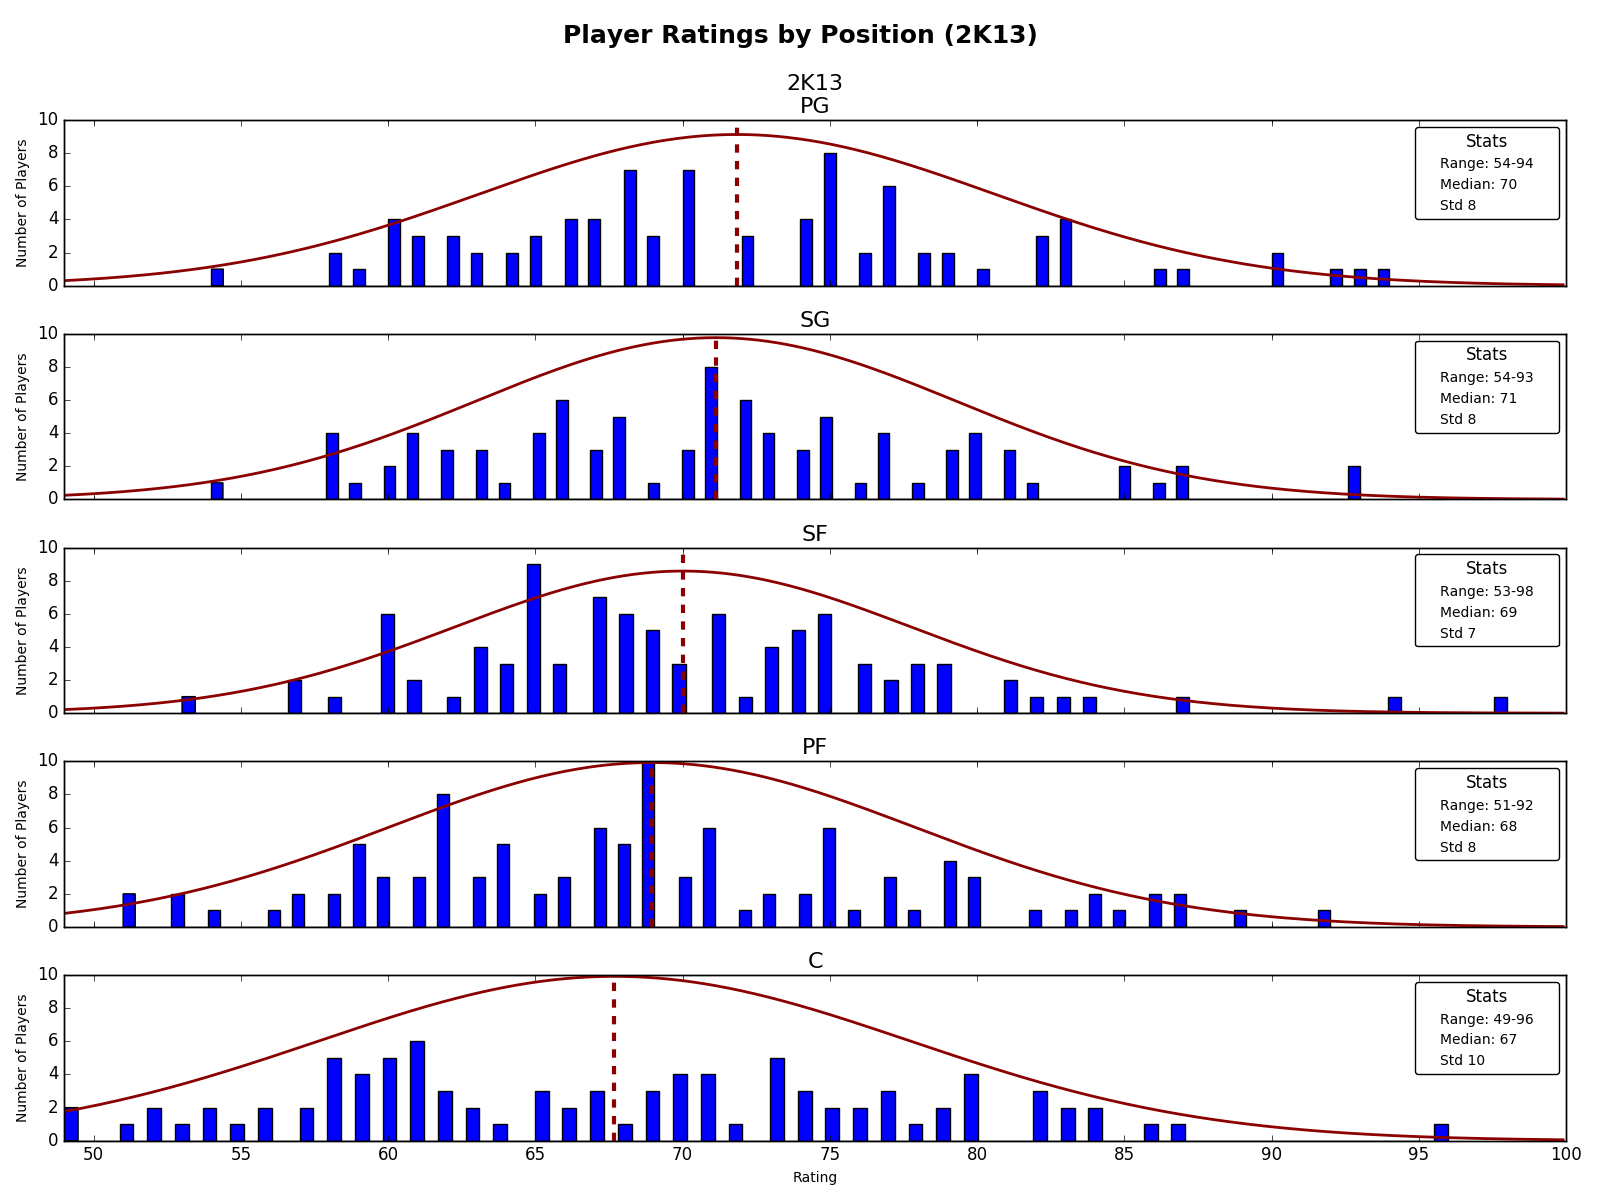 Player Ratings by Position (2K13)
2K13
PG
10
8
6
4
2
0
Number of Players
Stats
Range: 54-94
Median: 70
Std 8
SG
10
8
6
4
2
0
Number of Players
Stats
Range: 54-93
Median: 71
Std 8
SF
10
8
6
4
2
0
Number of Players
Stats
Range: 53-98
Median: 69
Std 7
PF
10
8
6
4
2
0
Number of Players
Stats
Range: 51-92
Median: 68
Std 8
C
10
8
6
4
2
0
Number of Players
Stats
Range: 49-96
Median: 67
Std 10
50 55 60 65 70 75 80 85 90 95 100
Rating